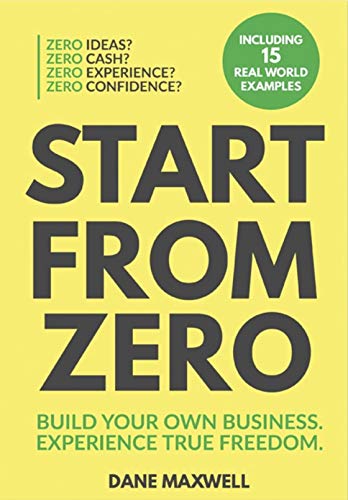 ZERO IDEAS?
ZERO CASH?
ZERO EXPERIENCE?
ZERO CONFIDENCE?
INCLUDING
15
REAL WORLD
EXAMPLES
START
FROM
ZERO
BUILD YOUR OWN BUSINESS.
EXPERIENCE TRUE FREEDOM.
DANE MAXWELL